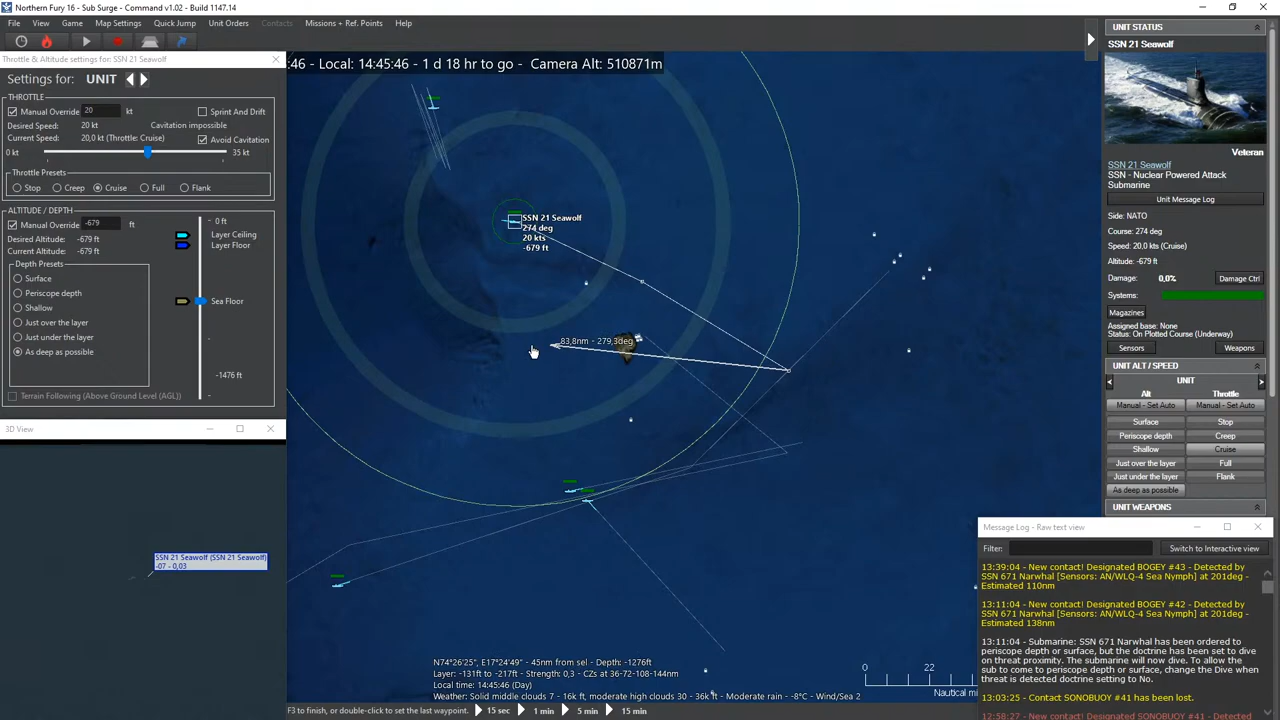 Northern Fury 16 - Sub Surge - Command v1.02 - Build 1147.14
File View Game Map Settings Quick Jump Unit Orders Contacts Missions + Ref. Points Help
Throttle & Altitude settings for: SSN 21 Seawolf
Settings for: UNIT
THROTTLE
Manual Override 20 kt Sprint And Drift
Desired Speed: 20 kt Cavitation impossible
Current Speed: 20,0 kt (Throttle: Cruise) Avoid Cavitation
0 kt 35 kt
Throttle Presets
Stop Creep Cruise Full Flank
ALTITUDE / DEPTH
Manual Override -679 ft
Desired Altitude: -679 ft
Current Altitude: -679 ft
Depth Presets
Surface
Periscope depth
Shallow
Just over the layer
Just under the layer
As deep as possible
Terrain Following (Above Ground Level (AGL))
0 ft
Layer Ceiling
Layer Floor
Sea Floor
-1476 ft
3D View
SSN 21 Seawolf (SSN 21 Seawolf)
-07 - 0,03
:46 - Local: 14:45:46 - 1 d 18 hr to go - Camera Alt: 510871m
SSN 21 Seawolf
274 deg
20 kts
-679 ft
83,8nm - 279,3deg
N74°26'25", E17°24'49" - 45nm from sel - Depth: -1276ft
Layer: -131ft to -217ft - Strength: 0,3 - CZs at 36-72-108-144nm
Local time: 14:45:46 (Day)
Weather: Solid middle clouds 7 - 16k ft, moderate high clouds 30 - 36k ft - Moderate rain - -8°C - Wind/Sea 2
0 22
Nautical mi
F3 to finish, or double-click to set the last waypoint. 15 sec 1 min 5 min 15 min
UNIT STATUS
SSN 21 Seawolf
Veteran
SSN 21 Seawolf
SSN - Nuclear Powered Attack
Submarine
Unit Message Log
Side: NATO
Course: 274 deg
Speed: 20,0 kts (Cruise)
Altitude: -679 ft
Damage: 0,0% Damage Ctrl
Systems:
Magazines
Assigned base: None
Status: On Plotted Course (Underway)
Sensors Weapons
UNIT ALT / SPEED
UNIT
Alt Throttle
Manual - Set Auto Manual - Set Auto
Surface Stop
Periscope depth Creep
Shallow Cruise
Just over the layer Full
Just under the layer Flank
As deep as possible
UNIT WEAPONS
Message Log - Raw text view
Filter: Switch to Interactive view
13:39:04 - New contact! Designated BOGEY #43 - Detected by
SSN 671 Narwhal [Sensors: AN/WLQ-4 Sea Nymph] at 201deg -
Estimated 110nm
13:11:04 - New contact! Designated BOGEY #42 - Detected by
SSN 671 Narwhal [Sensors: AN/WLQ-4 Sea Nymph] at 201deg -
Estimated 138nm
13:11:04 - Submarine: SSN 671 Narwhal has been ordered to
periscope depth or surface, but the doctrine has been set to dive
on threat proximity. The submarine will now dive. To allow the
sub to come to periscope depth or surface, change the Dive when
threat is detected doctrine setting to No.
13:03:25 - Contact SONOBUOY #41 has been lost.
12:58:27 - New contact! Designated SONOBUOY #41 - Detected